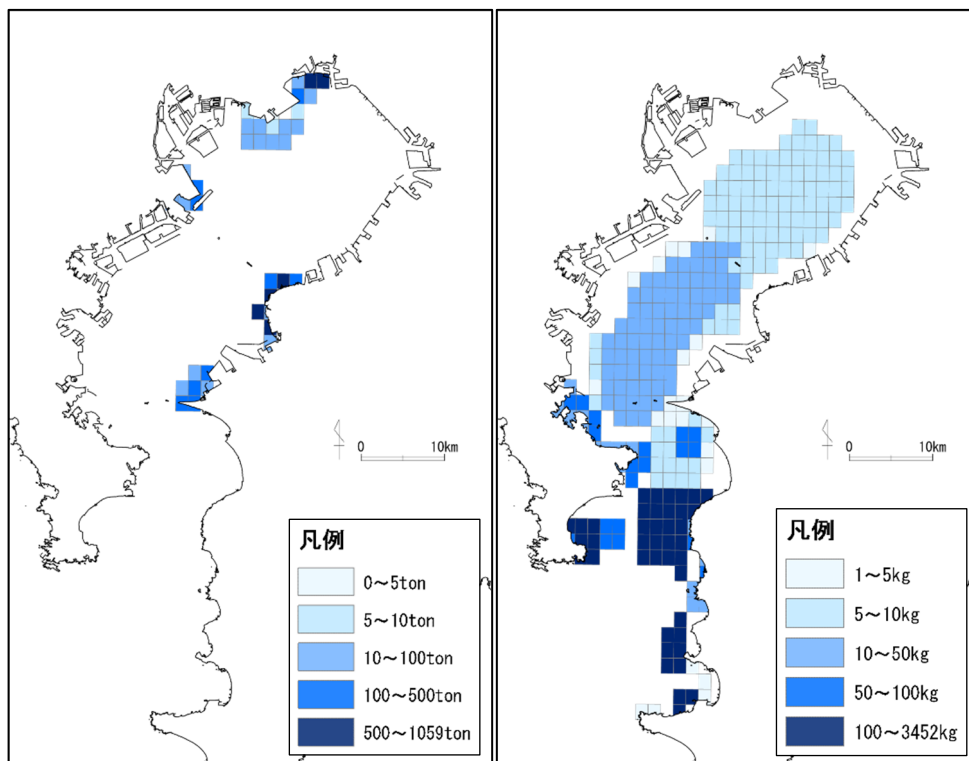 0
10km
凡例
0～5ton
5～10ton
10～100ton
100～500ton
500～1059ton
0
10km
凡例
1～5kg
5～10kg
10～50kg
50～100kg
100～3452kg